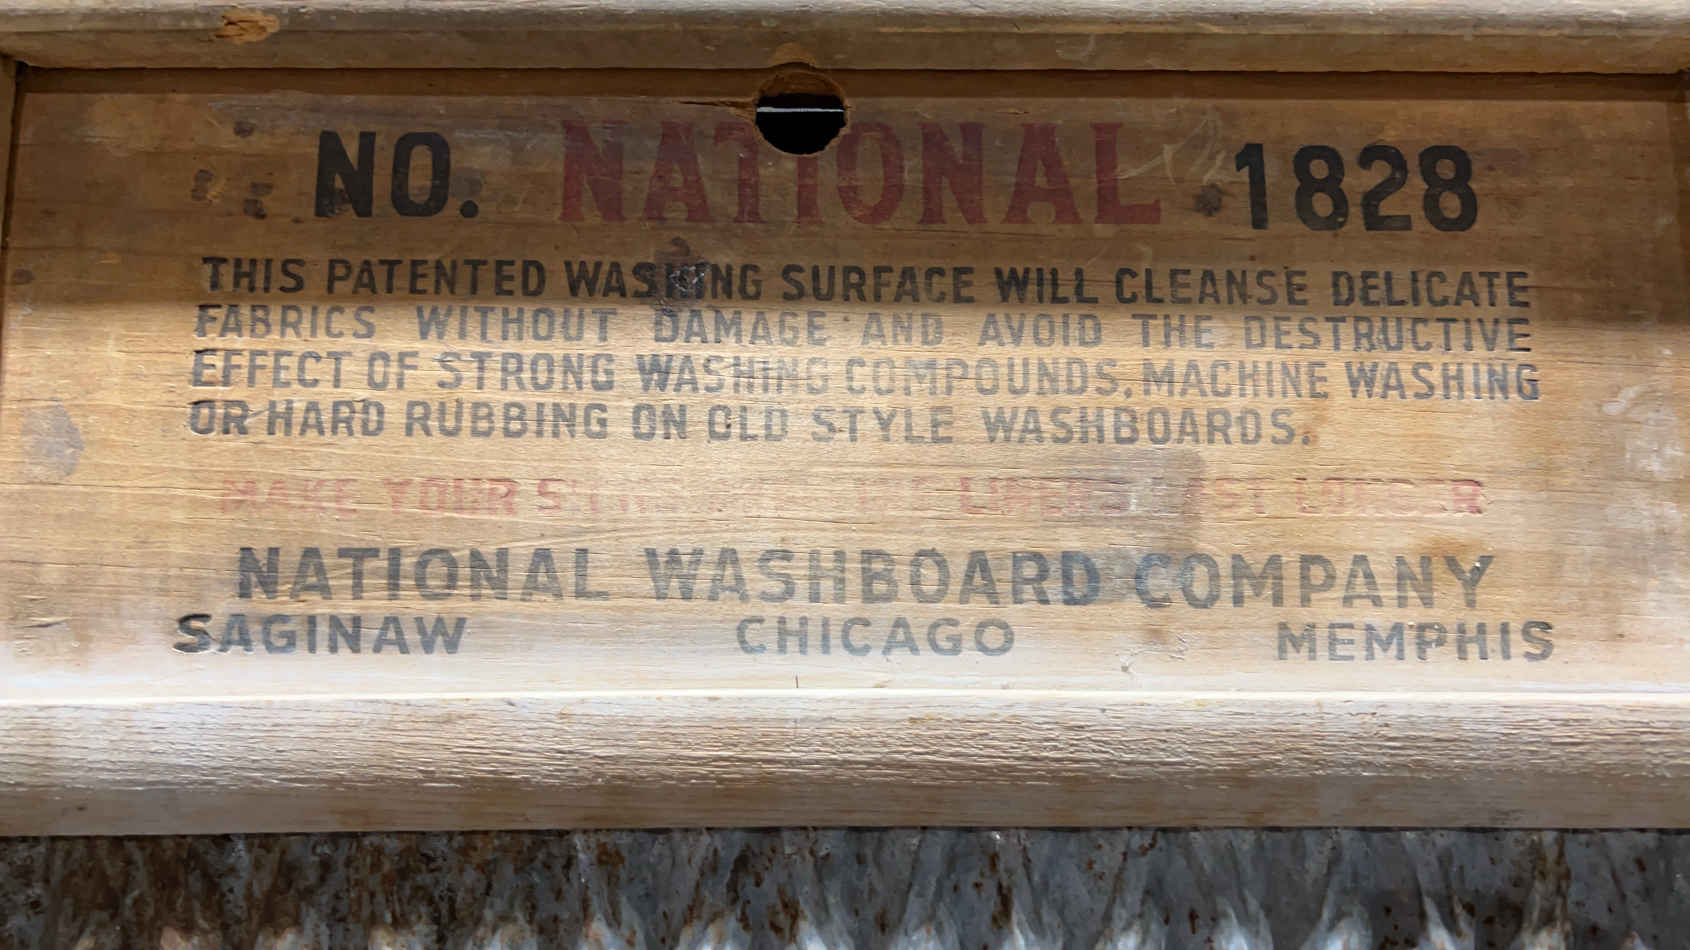 NO. NATIONAL 1828
THIS PATENTED WASHING SURFACE WILL CLEANSE DELICATE
FABRICS WITHOUT DAMAGE AND AVOID THE DESTRUCTIVE
EFFECT OF STRONG WASHING COMPOUNDS, MACHINE WASHING
OR HARD RUBBING ON OLD STYLE WASHBOARDS.
MAKE YOUR LAST LONGER
NATIONAL WASHBOARD COMPANY
SAGINAW CHICAGO MEMPHIS